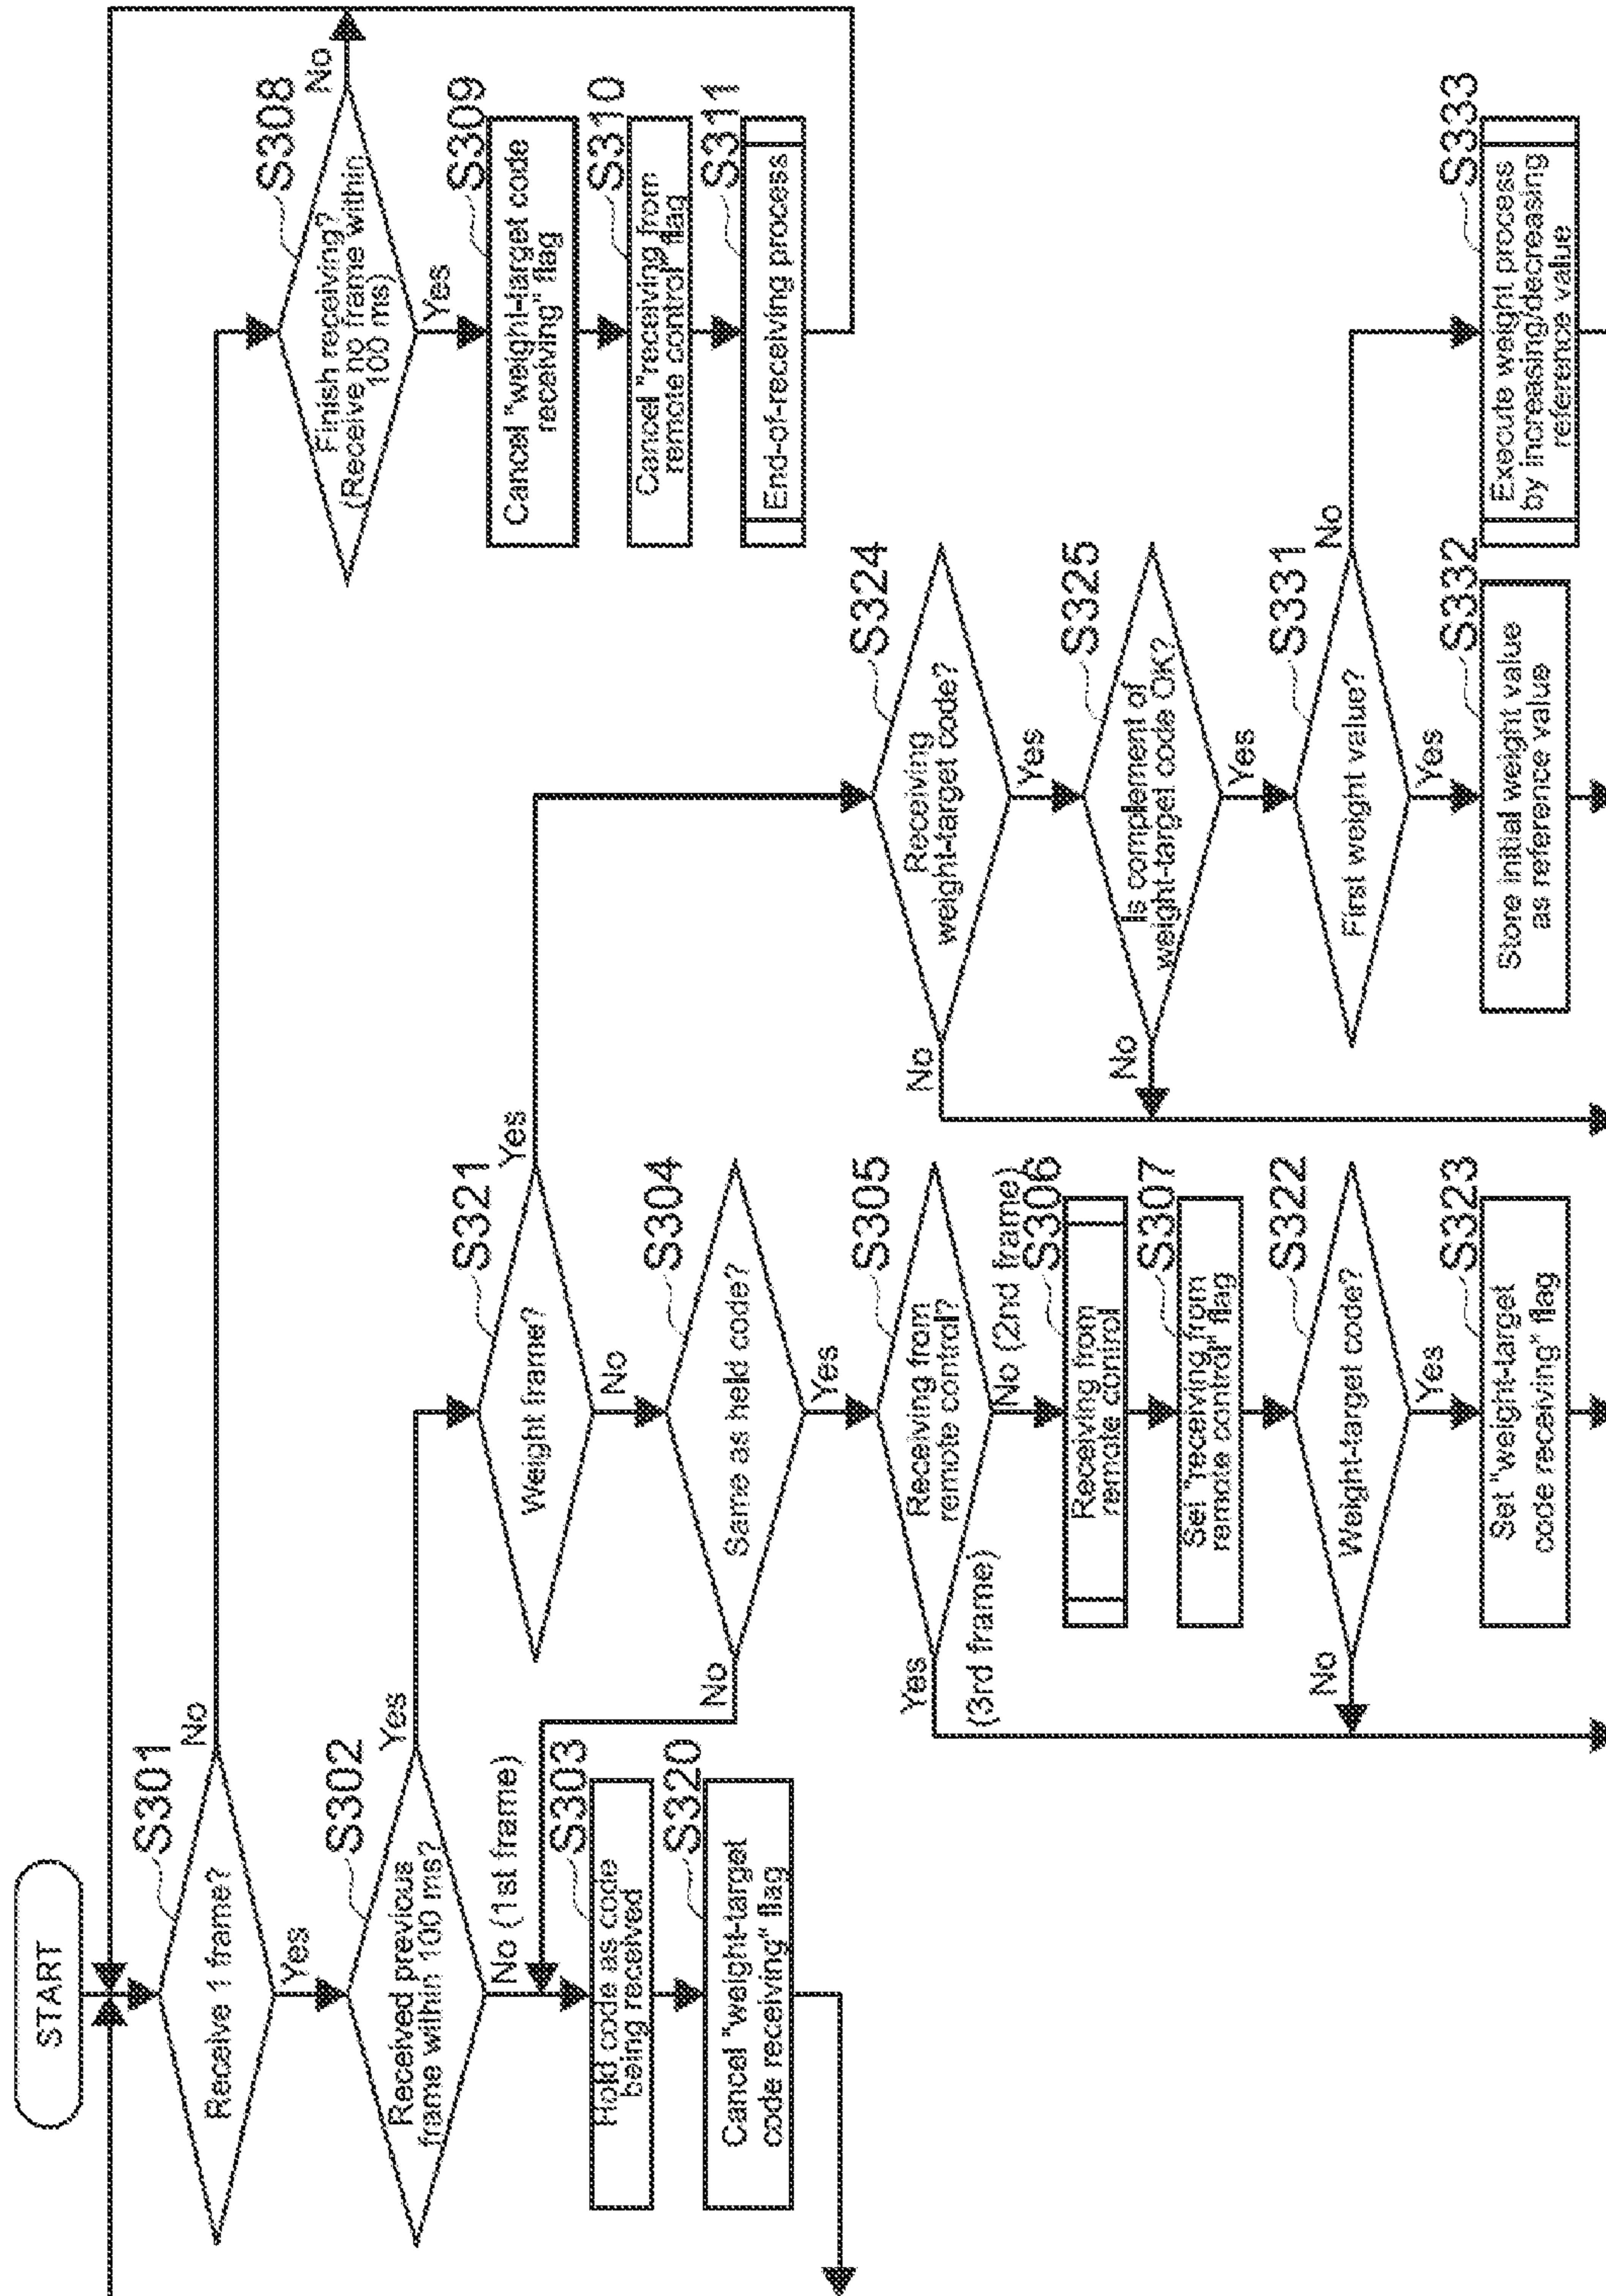 START
S301
Receive 1 frame?
No
Yes
S302
Received previous
frame within 100 ms?
Yes
No (1st frame)
S303
Hold code as code
being received
S320
Cancel "weight-target
code receiving" flag
S321
Weight frame?
Yes
No
S304
Same as held code?
No
Yes
S305
Receiving from
remote control?
Yes
(3rd frame)
No (2nd frame)
S306
Receiving from
remote control
S307
Set "receiving from
remote control" flag
S322
Weight-target code?
No
Yes
S323
Set "weight-target
code receiving" flag
S324
Receiving
weight-target code?
No
Yes
S325
Is complement of
weight-target code OK?
No
Yes
S331
First weight value?
No
Yes
S332
Store initial weight value
as reference value
S333
Execute weight process
by increasing/decreasing
reference value
S308
Finish receiving?
(Receive no frame within
100 ms)
No
Yes
S309
Cancel "weight-target code
receiving" flag
S310
Cancel "receiving from
remote control" flag
S311
End-of-receiving process